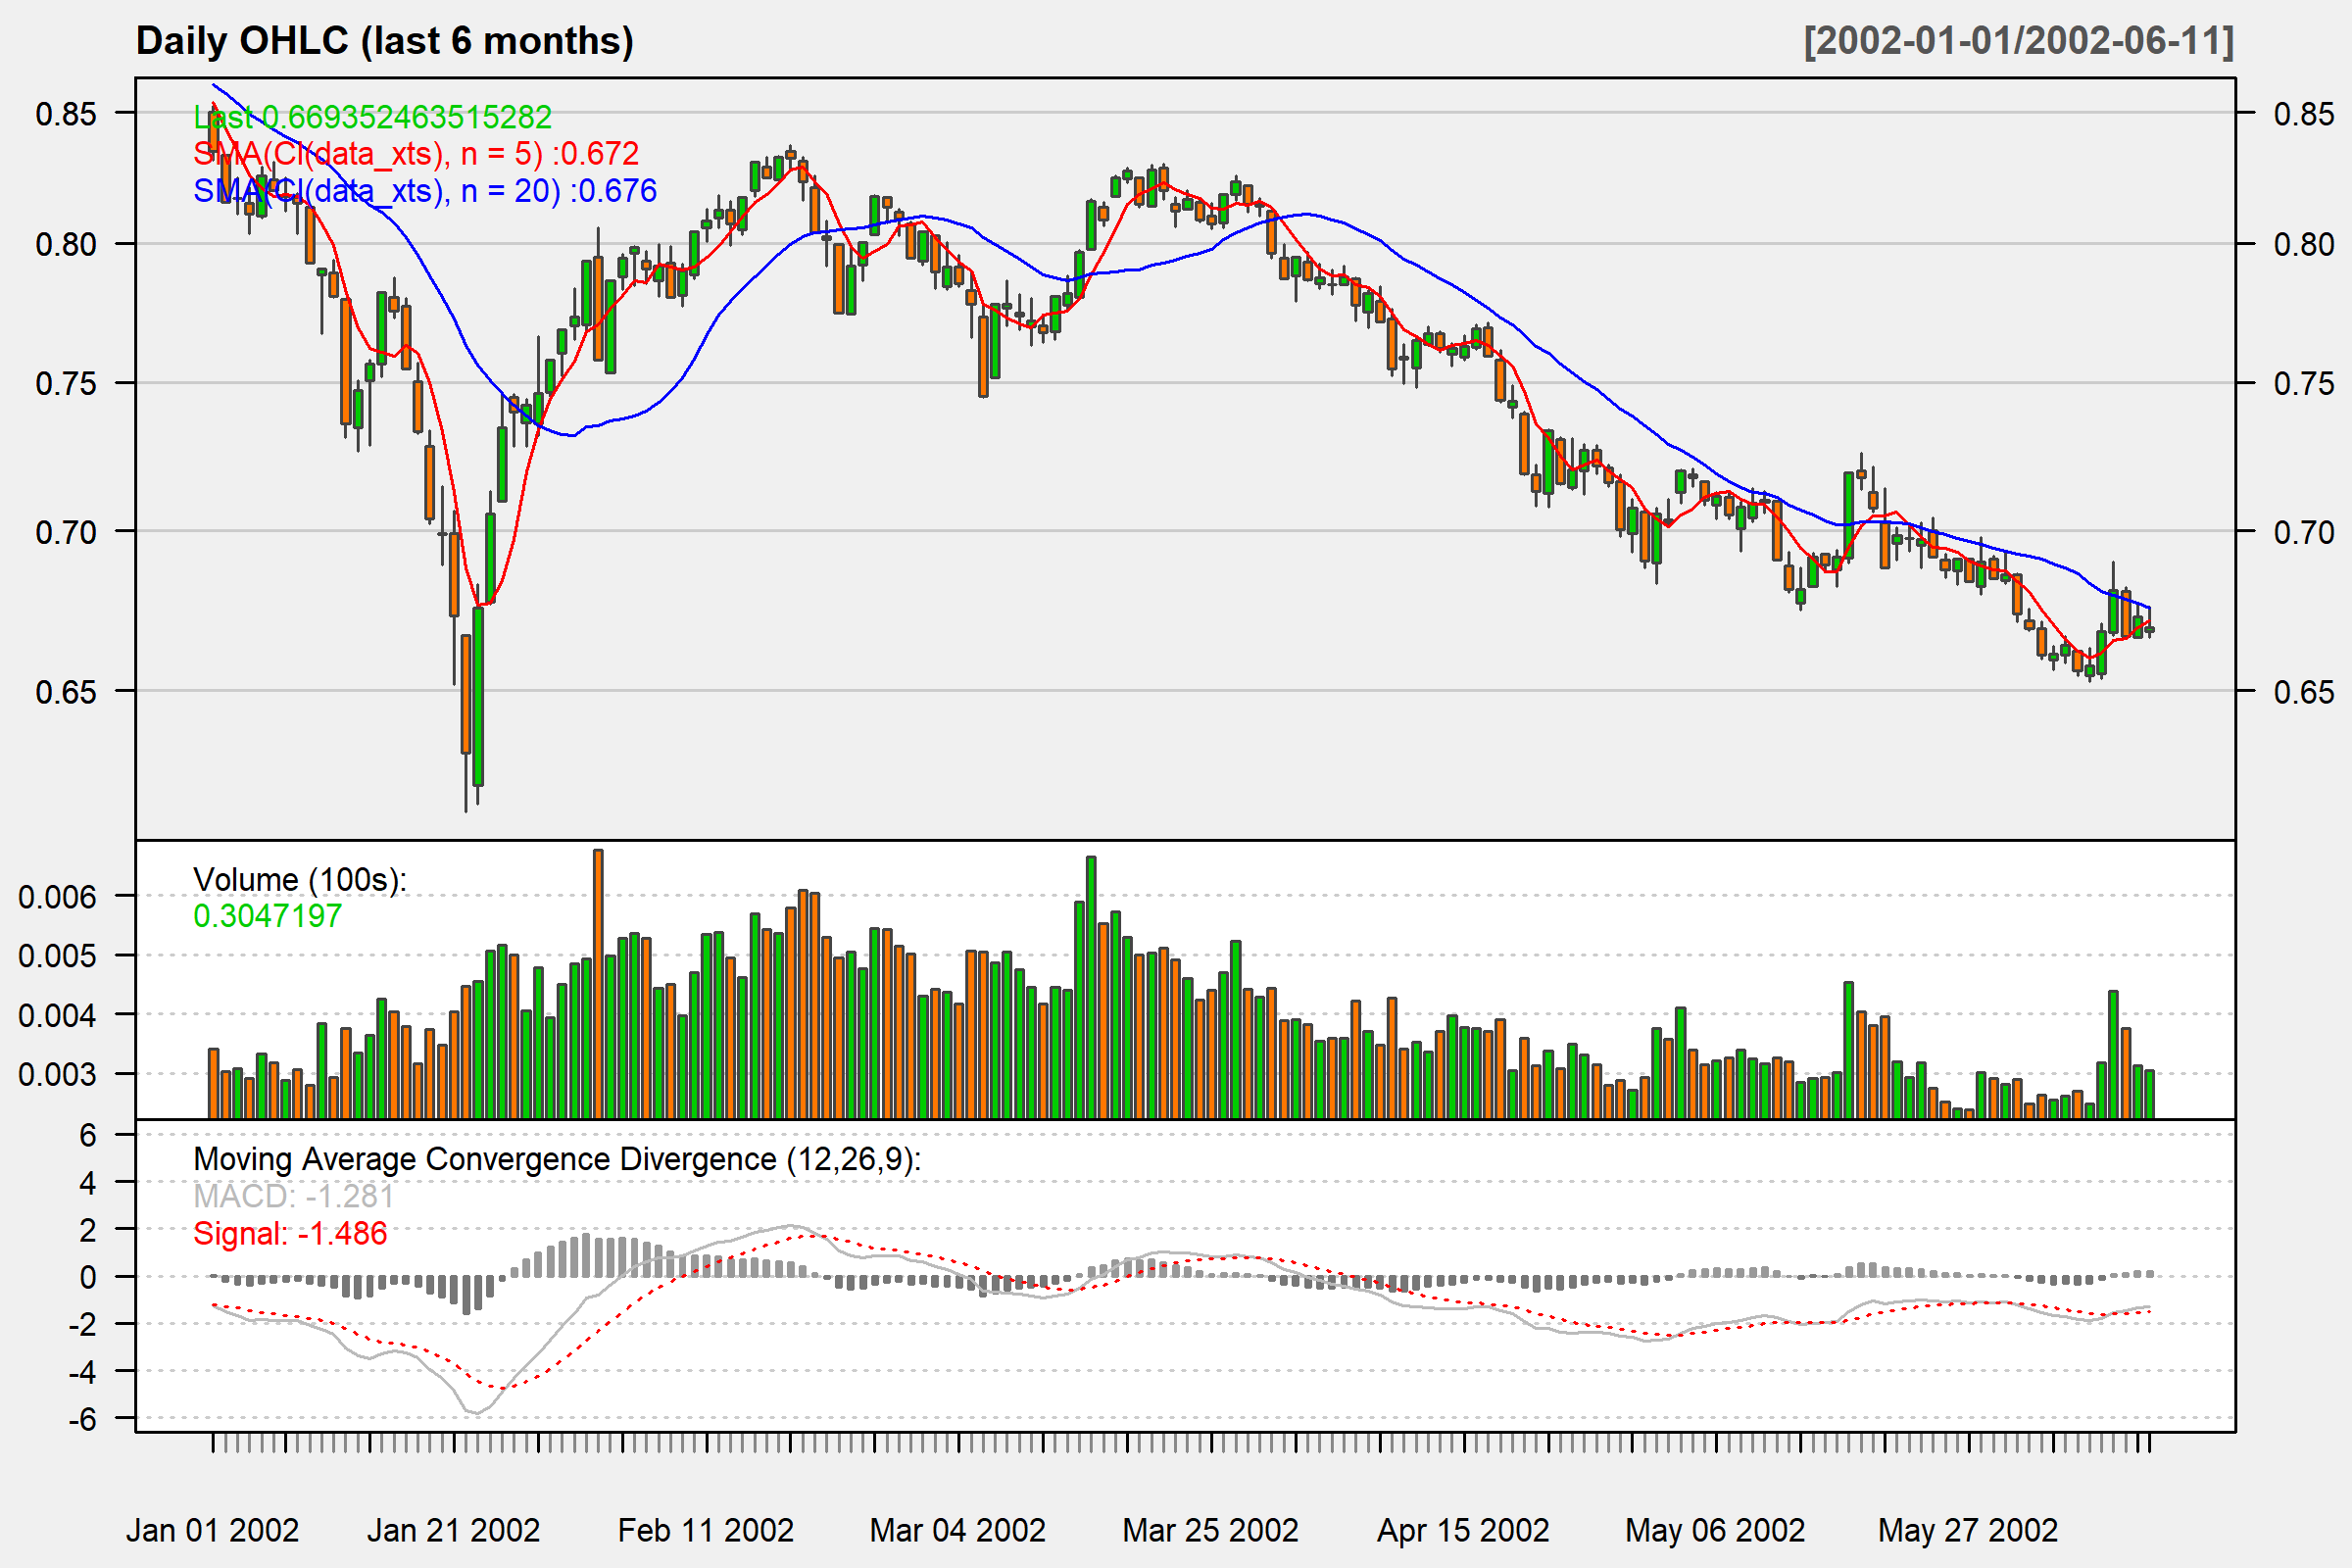 Daily OHLC (last 6 months) [2002-01-01/2002-06-11]
Last 0.669352463515282
SMA(Cl(data_xts), n = 5) :0.672
SMA(Cl(data_xts), n = 20) :0.676
0.85 0.85
0.80 0.80
0.75 0.75
0.70 0.70
0.65 0.65
Volume (100s):
0.3047197
0.006
0.005
0.004
0.003
Moving Average Convergence Divergence (12,26,9):
MACD: -1.281
Signal: -1.486
6
4
2
0
-2
-4
-6
Jan 01 2002 Jan 21 2002 Feb 11 2002 Mar 04 2002 Mar 25 2002 Apr 15 2002 May 06 2002 May 27 2002